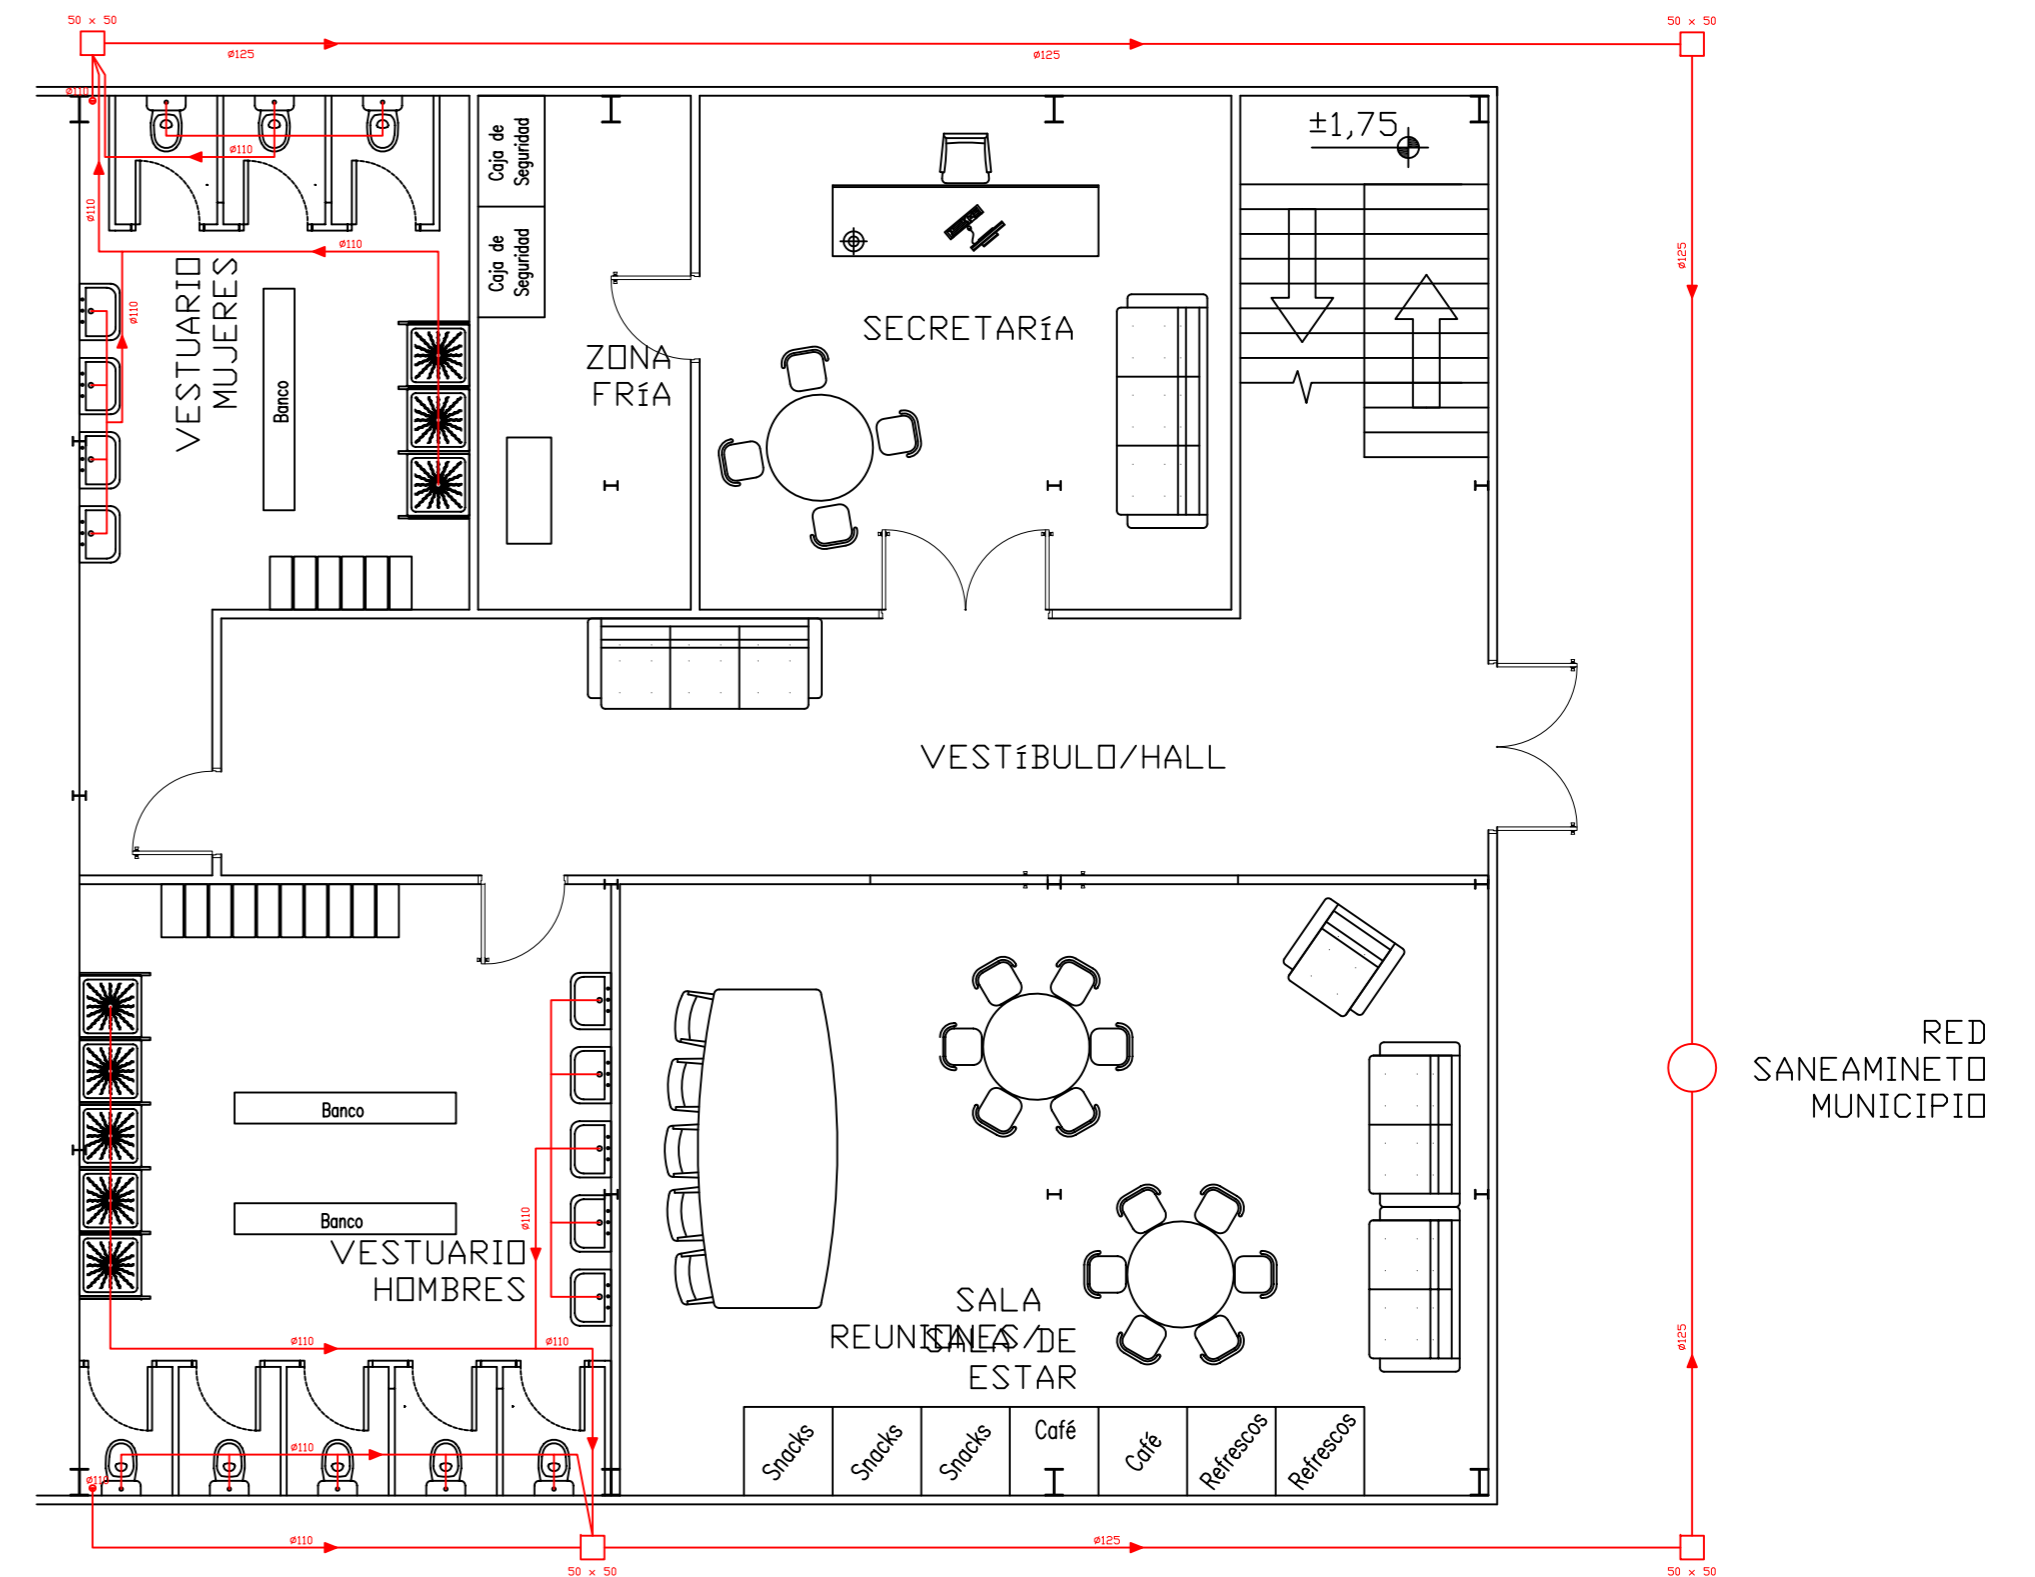 50 x 50
50 x 50
ø125
ø125
ø110
±1,75
Caja de
Seguridad
ø110
ø110
Caja de
Seguridad
ø110
ø125
VESTUARIO
MUJERES
ø110
Banco
ZONA
FRÍA
SECRETARÍA
VESTÍBULO/HALL
RED
SANEAMINETO
MUNICIPIO
Banco
Banco
ø110
VESTUARIO
HOMBRES
SALA
REUNIONES/
SALA DE
ESTAR
ø110
ø110
ø125
Snacks
Snacks
Snacks
Café
Café
Refrescos
Refrescos
ø110
ø110
ø110
ø125
50 x 50
50 x 50